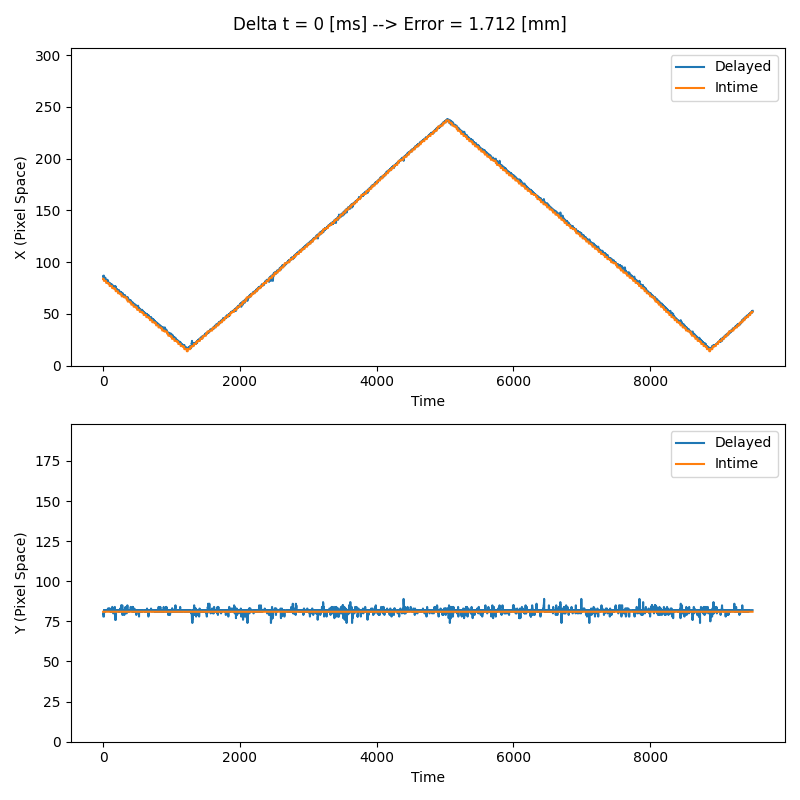 Delta t = 0 [ms] --> Error = 1.712 [mm]
300
250
200
150
100
50
0
X (Pixel Space)
Delayed
Intime
0 2000 4000 6000 8000
Time
175
150
125
100
75
50
25
0
Y (Pixel Space)
Delayed
Intime
0 2000 4000 6000 8000
Time